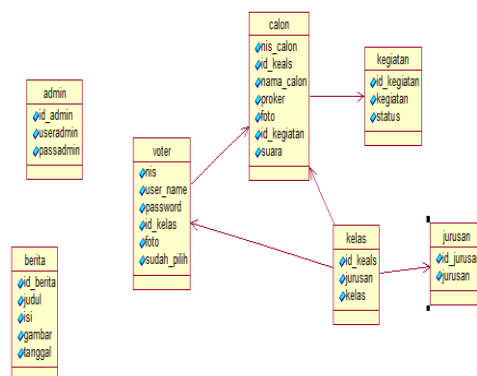 calon
nis_calon
id_keals
nama_calon
proker
foto
id_kegiatan
suara
kegiatan
id_kegiatan
kegiatan
status
admin
id_admin
useradmin
passadmin
voter
nis
user_name
password
id_kelas
foto
sudah_pilih
kelas
id_keals
jurusan
kelas
jurusan
id_jurusan
jurusan
berita
id_berita
judul
isi
gambar
tanggal